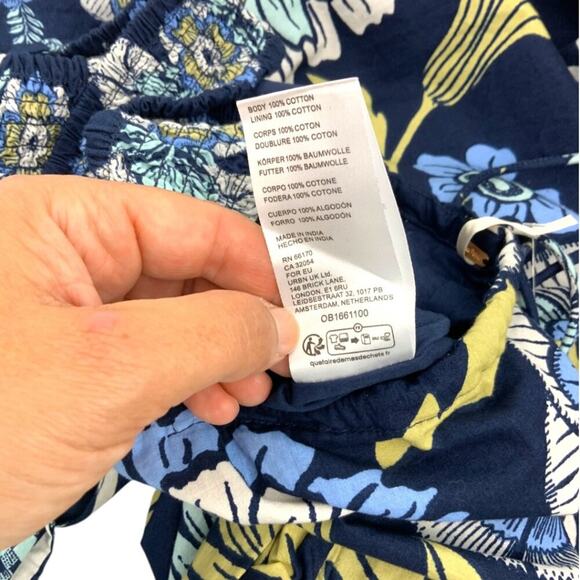 BODY 100% COTTON
LINING 100% COTTON
CORPS 100% COTON
DOUBLURE 100% COTON
KÖRPER 100% BAUMWOLLE
FUTTER 100% BAUMWOLLE
CORPO 100% COTONE
FODERA 100% COTONE
CUERPO 100% ALGODÓN
FORRO 100% ALGODÓN
MADE IN INDIA
HECHO EN INDIA
RN 66170
CA 32054
FOR EU
URBN UK Ltd
146 BRICK LANE,
LONDON, E1 6RU
LEIDSESTRAAT 32, 1017 PB
AMSTERDAM, NETHERLANDS
OB1661100
FR
quefairedemesdechets.fr